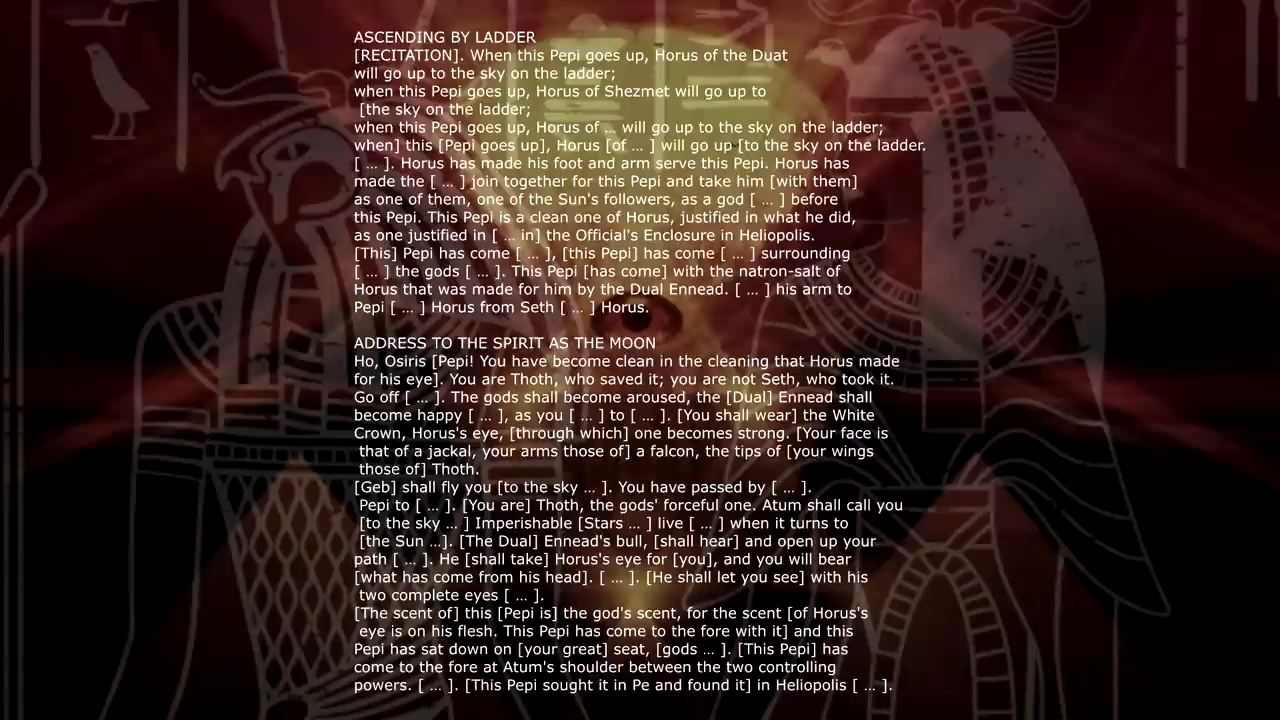 ASCENDING BY LADDER
[RECITATION]. When this Pepi goes up, Horus of the Duat
will go up to the sky on the ladder;
when this Pepi goes up, Horus of Shezmet will go up to
[the sky on the ladder;
when this Pepi goes up, Horus of ... will go up to the sky on the ladder;
when] this [Pepi goes up], Horus [of ... ] will go up [to the sky on the ladder.
[ ... ]. Horus has made his foot and arm serve this Pepi. Horus has
made the [ ... ] join together for this Pepi and take him [with them]
as one of them, one of the Sun's followers, as a god [ ... ] before
this Pepi. This Pepi is a clean one of Horus, justified in what he did,
as one justified in [ ... in] the Official's Enclosure in Heliopolis.
[This] Pepi has come [ ... ], [this Pepi] has come [ ... ] surrounding
[ ... ] the gods [ ... ]. This Pepi [has come] with the natron-salt of
Horus that was made for him by the Dual Ennead. [ ... ] his arm to
Pepi [ ... ] Horus from Seth [ ... ] Horus.
ADDRESS TO THE SPIRIT AS THE MOON
Ho, Osiris [Pepi! You have become clean in the cleaning that Horus made
for his eye]. You are Thoth, who saved it; you are not Seth, who took it.
Go off [ ... ]. The gods shall become aroused, the [Dual] Ennead shall
become happy [ ... ], as you [ ... ] to [ ... ]. [You shall wear] the White
Crown, Horus's eye, [through which] one becomes strong. [Your face is
that of a jackal, your arms those of] a falcon, the tips of [your wings
those of] Thoth.
[Geb] shall fly you [to the sky ... ]. You have passed by [ ... ].
Pepi to [ ... ]. [You are] Thoth, the gods' forceful one. Atum shall call you
[to the sky ... ] Imperishable [Stars ... ] live [ ... ] when it turns to
[the Sun ...]. [The Dual] Ennead's bull, [shall hear] and open up your
path [ ... ]. He [shall take] Horus's eye for [you], and you will bear
[what has come from his head]. [ ... ]. [He shall let you see] with his
two complete eyes [ ... ].
[The scent of] this [Pepi is] the god's scent, for the scent [of Horus's
eye is on his flesh. This Pepi has come to the fore with it] and this
Pepi has sat down on [your great] seat, [gods ... ]. [This Pepi] has
come to the fore at Atum's shoulder between the two controlling
powers. [ ... ]. [This Pepi sought it in Pe and found it] in Heliopolis [ ... ].